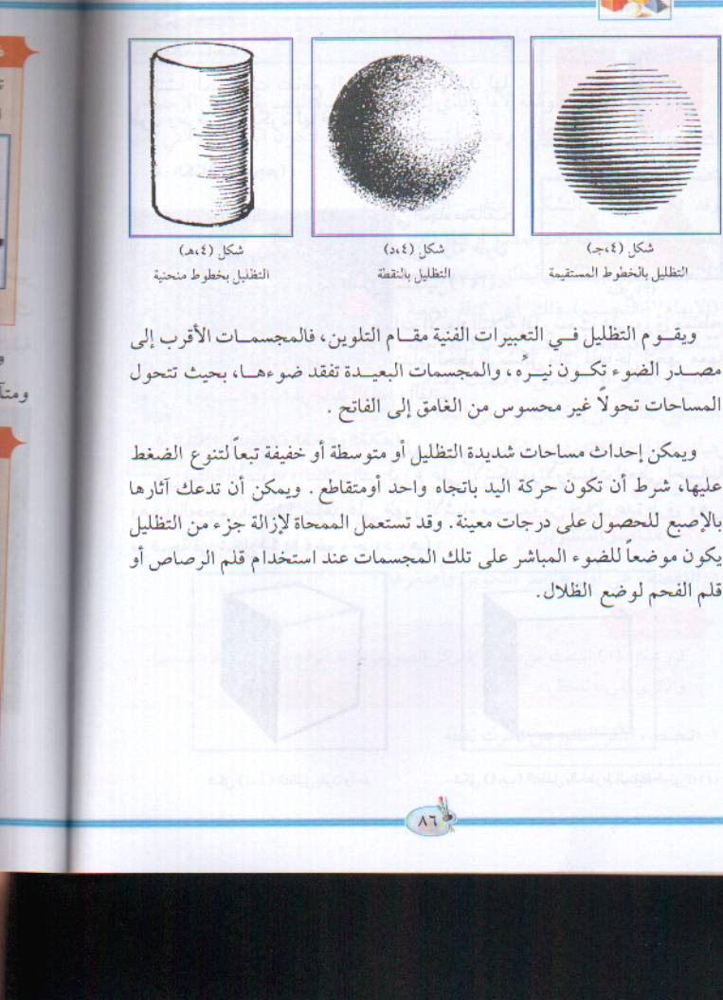 شكل (٤،جـ)
التظليل بالخطوط المستقيمة
شكل (٤،د)
التظليل بالنقطة
شكل (٤،هـ)
التظليل بخطوط منحنية
ويقوم التظليل في التعبيرات الفنية مقام التلوين، فالمجسمات الأقرب إلى
مصدر الضوء تكون نيرة، والمجسمات البعيدة تفقد ضوءها، بحيث تتحول
المساحات تحولاً غير محسوس من الغامق إلى الفاتح .
ويمكن إحداث مساحات شديدة التظليل أو متوسطة أو خفيفة تبعاً لتنوع الضغط
عليها، شرط أن تكون حركة اليد باتجاه واحد أومتقاطع . ويمكن أن تدعك آثارها
بالإصبع للحصول على درجات معينة. وقد تستعمل الممحاة لإزالة جزء من التظليل
يكون موضعاً للضوء المباشر على تلك المجسمات عند استخدام قلم الرصاص أو
قلم الفحم لوضع الظلال.
٨٦